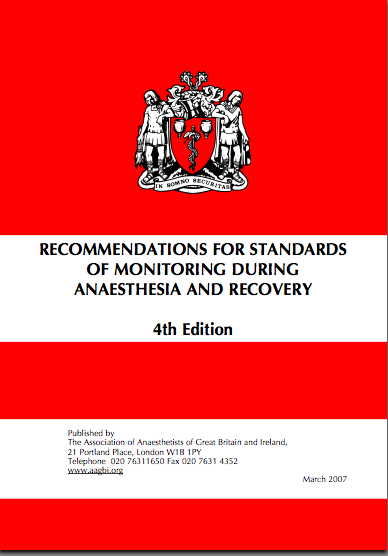 IN SOMNO SECURITAS
RECOMMENDATIONS FOR STANDARDS
OF MONITORING DURING
ANAESTHESIA AND RECOVERY
4th Edition
Published by
The Association of Anaesthetists of Great Britain and Ireland,
21 Portland Place, London W1B 1PY
Telephone 020 76311650 Fax 020 7631 4352
www.aagbi.org
March 2007